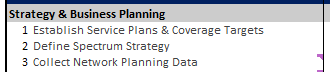 Strategy & Business Planning
1 Establish Service Plans & Coverage Targets
2 Define Spectrum Strategy
3 Collect Network Planning Data